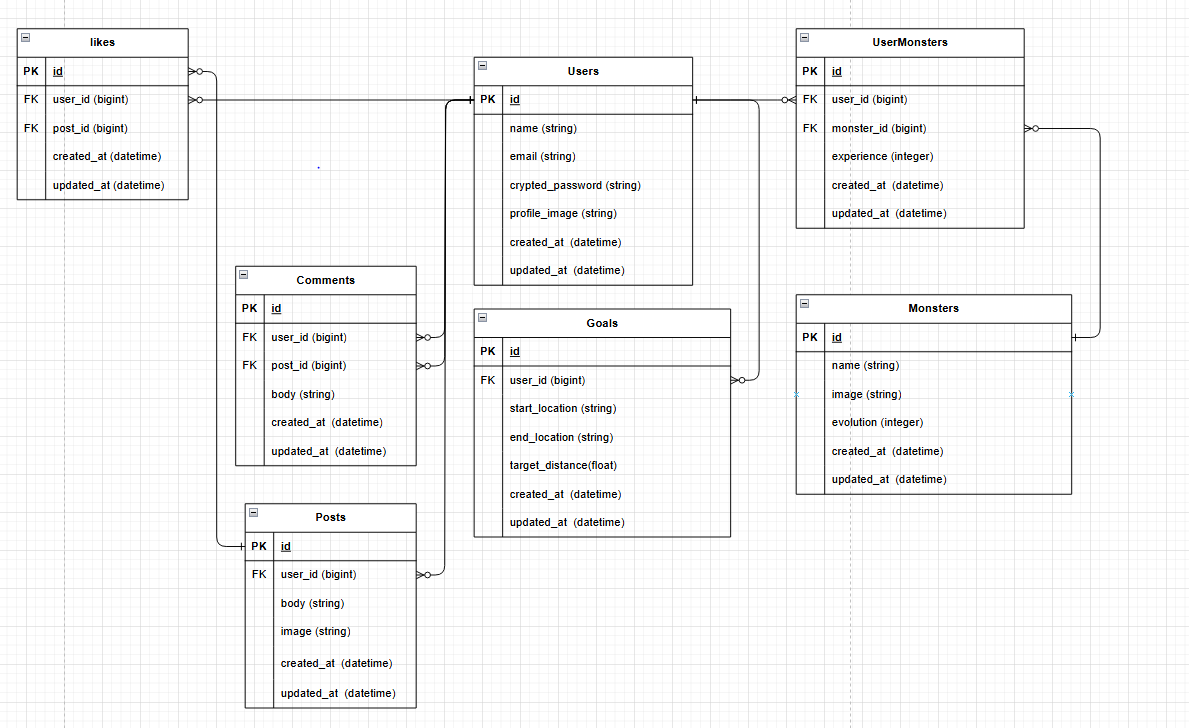 likes
PK id
FK user_id (bigint)
FK post_id (bigint)
created_at (datetime)
updated_at (datetime)
Users
PK id
name (string)
email (string)
crypted_password (string)
profile_image (string)
created_at (datetime)
updated_at (datetime)
UserMonsters
PK id
FK user_id (bigint)
FK monster_id (bigint)
experience (integer)
created_at (datetime)
updated_at (datetime)
Comments
PK id
FK user_id (bigint)
FK post_id (bigint)
body (string)
created_at (datetime)
updated_at (datetime)
Goals
PK id
FK user_id (bigint)
start_location (string)
end_location (string)
target_distance(float)
created_at (datetime)
updated_at (datetime)
Monsters
PK id
name (string)
image (string)
evolution (integer)
created_at (datetime)
updated_at (datetime)
Posts
PK id
FK user_id (bigint)
body (string)
image (string)
created_at (datetime)
updated_at (datetime)